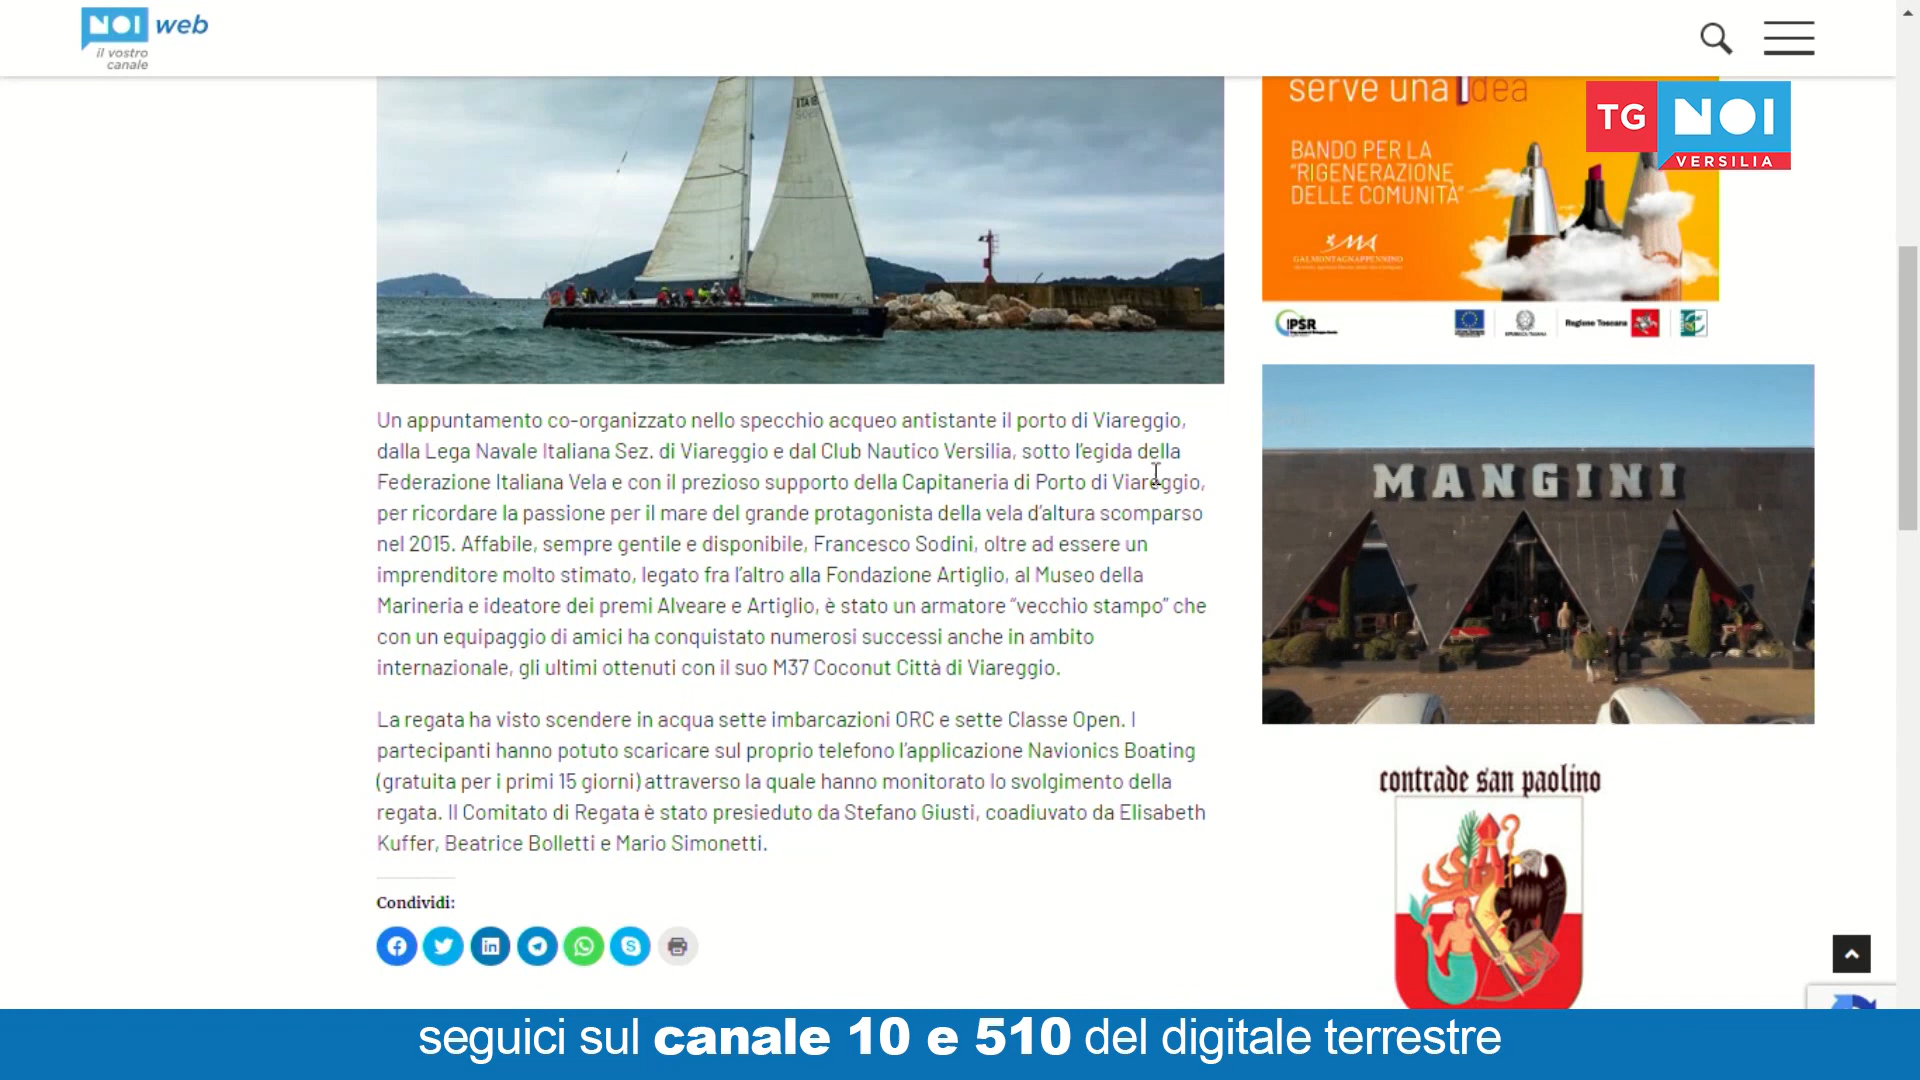 NOI web
il vostro
canale
serve una Idea
TG NOI
VERSILIA
BANDO PER LA
"RIGENERAZIONE
DELLE COMUNITÀ"
GAL MONTAGNAPPENNINO
ITA 18
PSR
Regione Toscana
MANGINI
Un appuntamento co-organizzato nello specchio acqueo antistante il porto di Viareggio,
dalla Lega Navale Italiana Sez. di Viareggio e dal Club Nautico Versilia, sotto l'egida della
Federazione Italiana Vela e con il prezioso supporto della Capitaneria di Porto di Viareggio,
per ricordare la passione per il mare del grande protagonista della vela d'altura scomparso
nel 2015. Affabile, sempre gentile e disponibile, Francesco Sodini, oltre ad essere un
imprenditore molto stimato, legato fra l'altro alla Fondazione Artiglio, al Museo della
Marineria e ideatore dei premi Alveare e Artiglio, è stato un armatore "vecchio stampo" che
con un equipaggio di amici ha conquistato numerosi successi anche in ambito
internazionale, gli ultimi ottenuti con il suo M37 Coconut Città di Viareggio.
La regata ha visto scendere in acqua sette imbarcazioni ORC e sette Classe Open. I
partecipanti hanno potuto scaricare sul proprio telefono l'applicazione Navionics Boating
(gratuita per i primi 15 giorni) attraverso la quale hanno monitorato lo svolgimento della
regata. Il Comitato di Regata è stato presieduto da Stefano Giusti, coadiuvato da Elisabeth
Kuffer, Beatrice Bolletti e Mario Simonetti.
contrade san paolino
Condividi:
seguici sul canale 10 e 510 del digitale terrestre